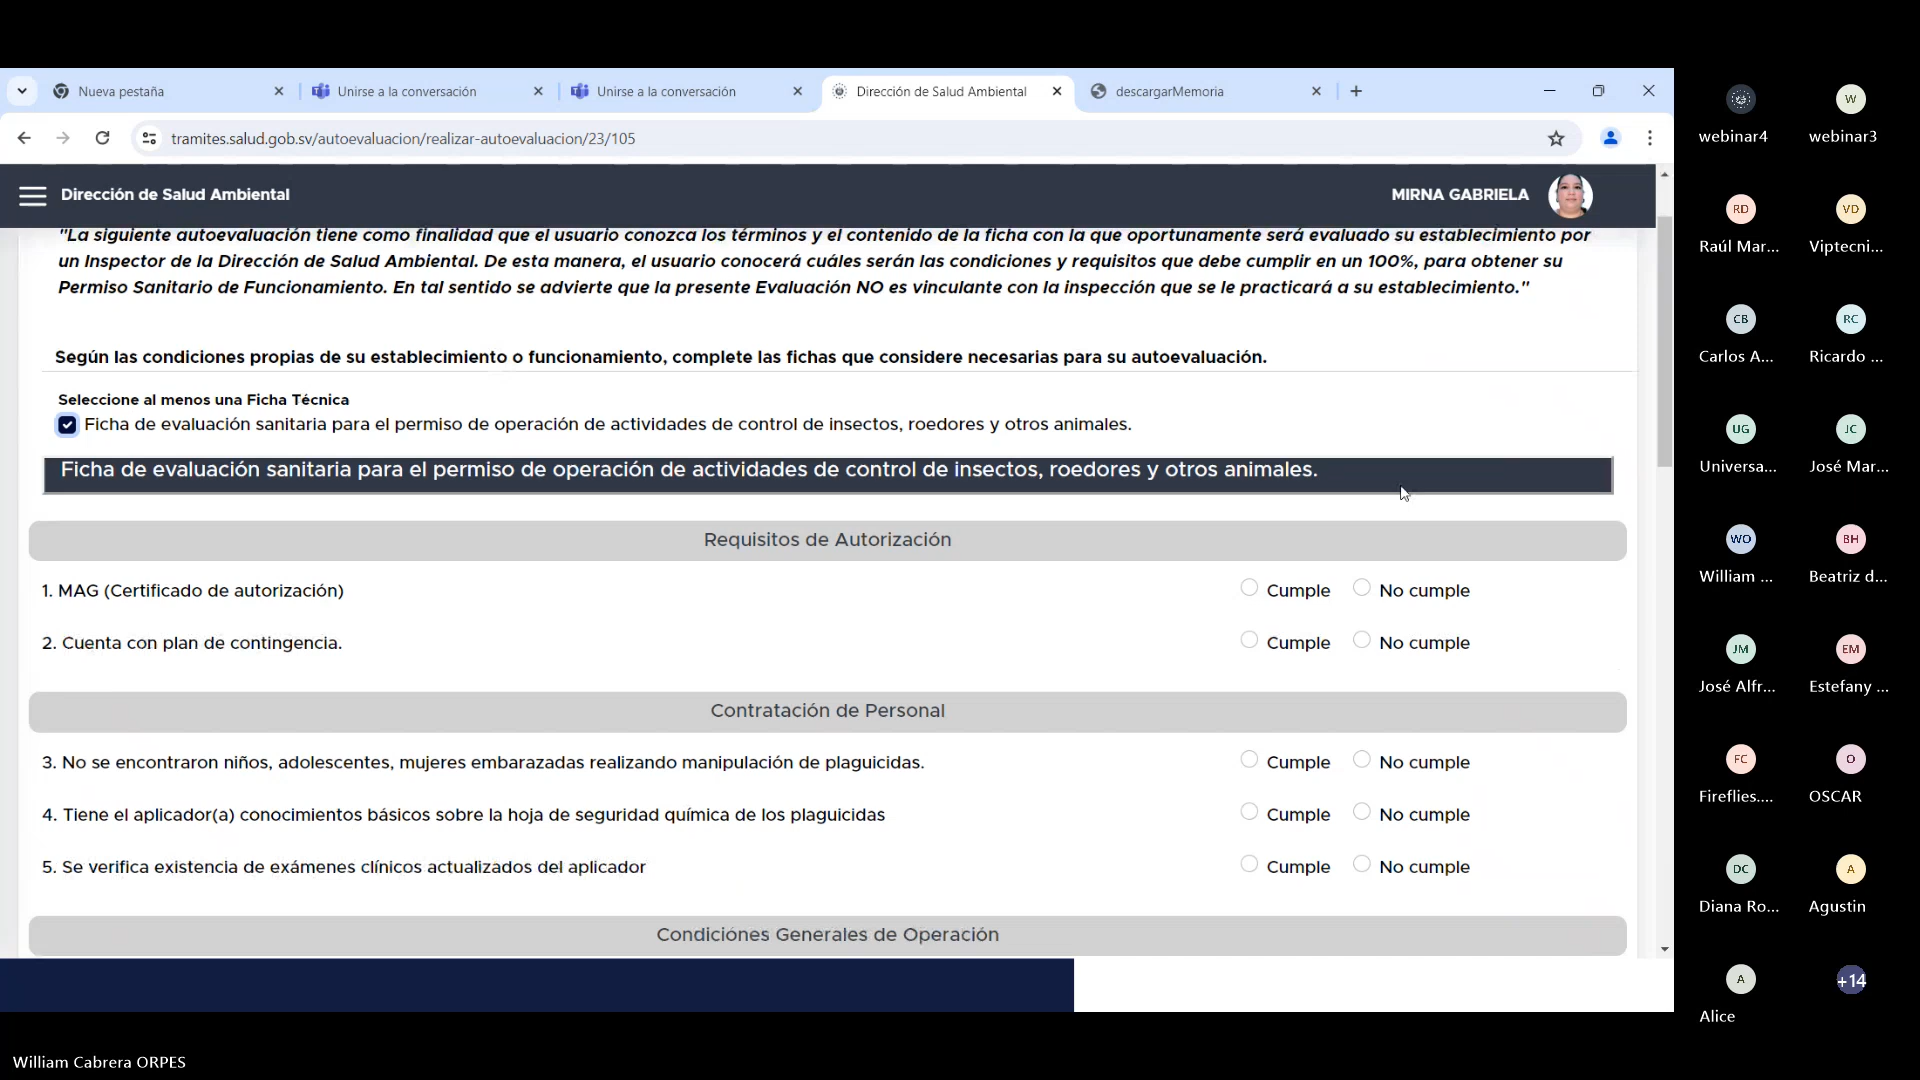 Nueva pestaña
Unirse a la conversación
Unirse a la conversación
Dirección de Salud Ambiental
descargarMemoria
tramites.salud.gob.sv/autoevaluacion/realizar-autoevaluacion/23/105
Dirección de Salud Ambiental
MIRNA GABRIELA
"La siguiente autoevaluación tiene como finalidad que el usuario conozca los términos y el contenido de la ficha con la que oportunamente será evaluado su establecimiento por
un Inspector de la Dirección de Salud Ambiental. De esta manera, el usuario conocerá cuáles serán las condiciones y requisitos que debe cumplir en un 100%, para obtener su
Permiso Sanitario de Funcionamiento. En tal sentido se advierte que la presente Evaluación NO es vinculante con la inspección que se le practicará a su establecimiento."
Según las condiciones propias de su establecimiento o funcionamiento, complete las fichas que considere necesarias para su autoevaluación.
Seleccione al menos una Ficha Técnica
Ficha de evaluación sanitaria para el permiso de operación de actividades de control de insectos, roedores y otros animales.
Ficha de evaluación sanitaria para el permiso de operación de actividades de control de insectos, roedores y otros animales.
Requisitos de Autorización
1. MAG (Certificado de autorización) Cumple No cumple
2. Cuenta con plan de contingencia. Cumple No cumple
Contratación de Personal
3. No se encontraron niños, adolescentes, mujeres embarazadas realizando manipulación de plaguicidas. Cumple No cumple
4. Tiene el aplicador(a) conocimientos básicos sobre la hoja de seguridad química de los plaguicidas Cumple No cumple
5. Se verifica existencia de exámenes clínicos actualizados del aplicador Cumple No cumple
Condiciónes Generales de Operación
W
webinar4 webinar3
RD VD
Raúl Mar... Viptecni...
CB RC
Carlos A... Ricardo ...
UG JC
Universa... José Mar...
WO BH
William ... Beatriz d...
JM EM
José Alfr... Estefany ...
FC O
Fireflies.... OSCAR
DC A
Diana Ro... Agustin
A +14
Alice
William Cabrera ORPES